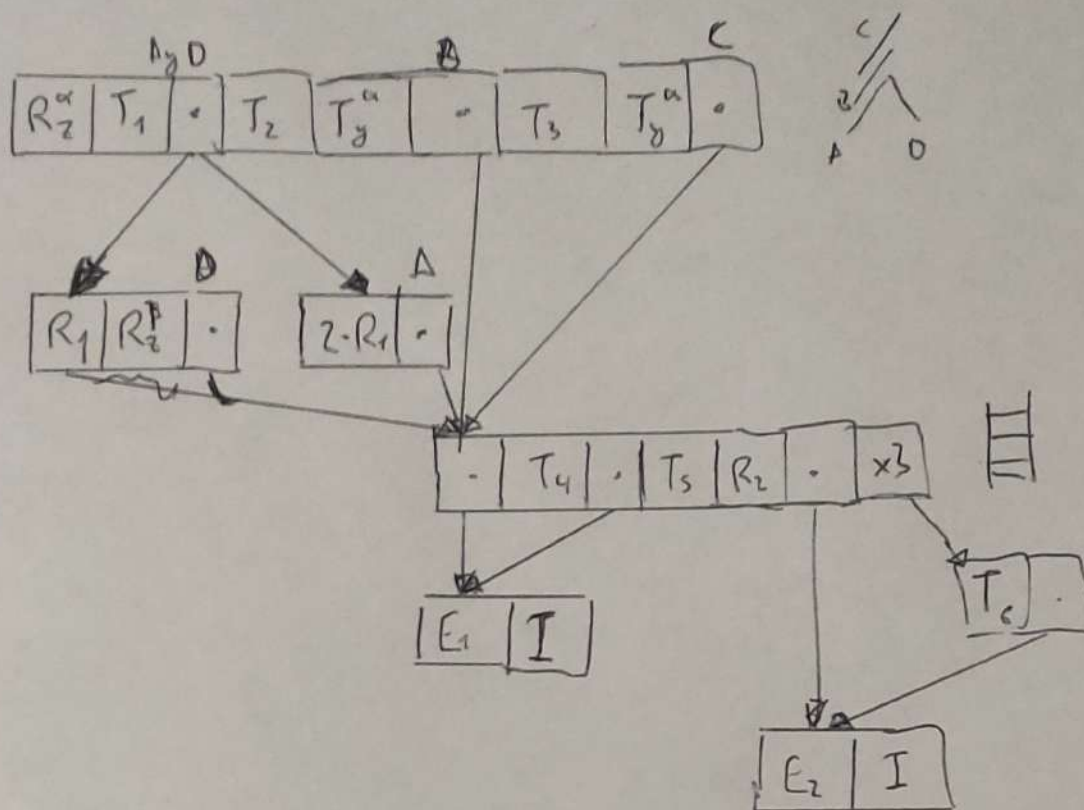 A y D B C
R_z^α T_1 · T_2 T_y^a · T_3 T_y^a ·
C
B
A D
D A
R_1 R_z^β · 2·R_1 ·
· T_4 · T_5 R_2 · x3
E_1 I
T_6 ·
E_2 I